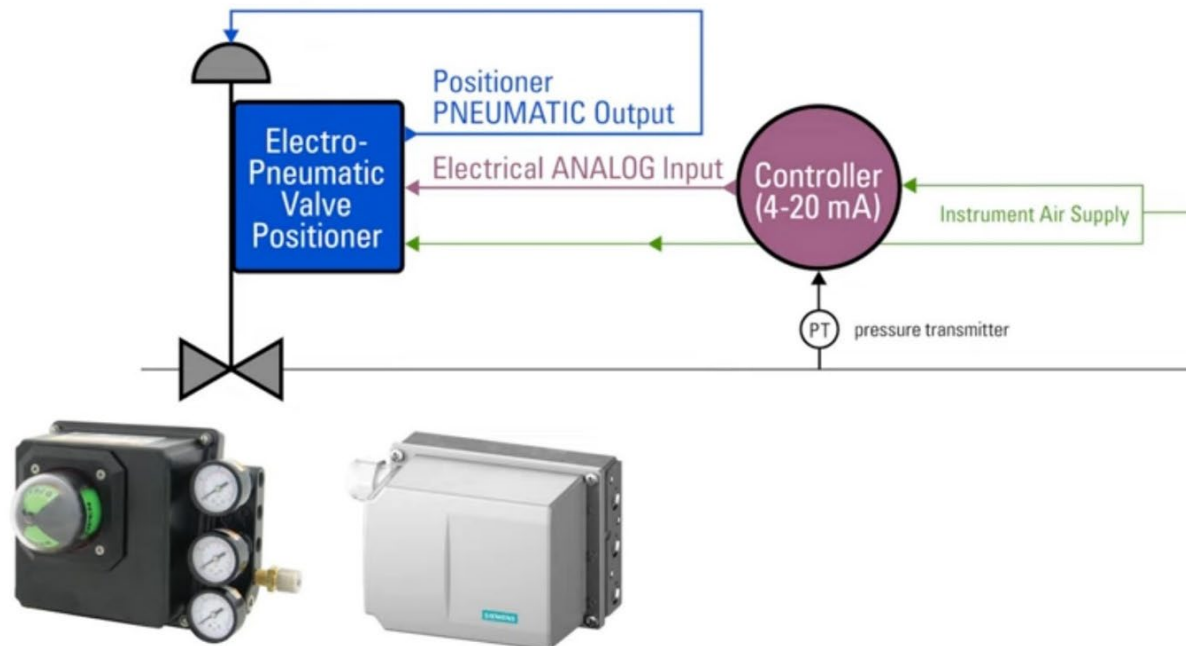 Positioner
PNEUMATIC Output
Electro-
Pneumatic
Valve
Positioner
Electrical ANALOG Input
Controller
(4-20 mA)
Instrument Air Supply
PT
pressure transmitter
SIEMENS